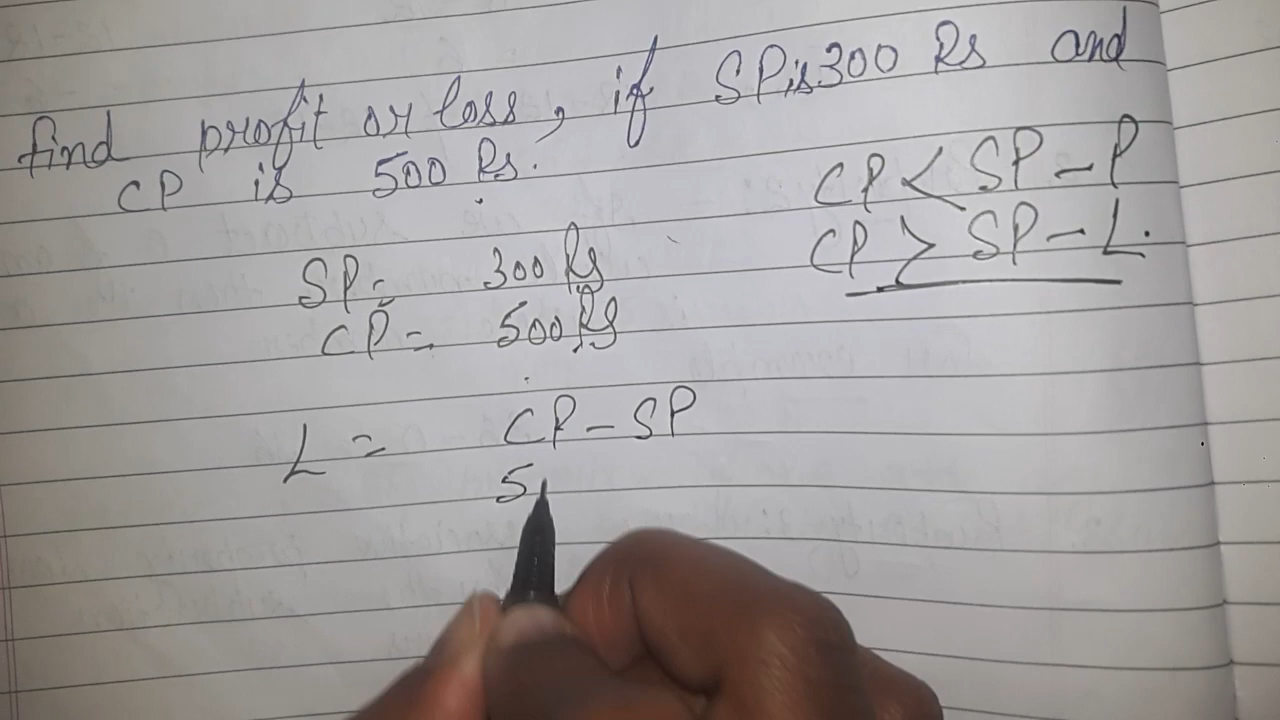 find profit or loss, if SP is 300 Rs and
CP is 500 Rs.
CP < SP - P
CP > SP - L.
SP = 300 Rs
CP = 500 Rs
L = CP - SP
5